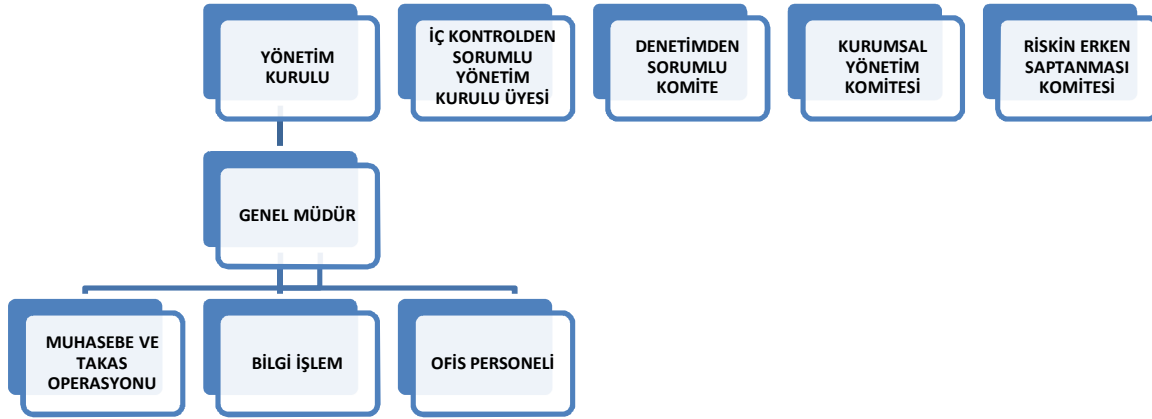 YÖNETİM
KURULU
İÇ KONTROLDEN
SORUMLU
YÖNETİM
KURULU ÜYESİ
DENETİMDEN
SORUMLU
KOMİTE
KURUMSAL
YÖNETİM
KOMİTESİ
RİSKİN ERKEN
SAPTANMASI
KOMİTESİ
GENEL MÜDÜR
MUHASEBE VE
TAKAS
OPERASYONU
BİLGİ İŞLEM
OFİS PERSONELİ